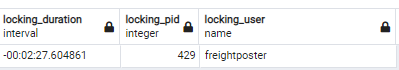 locking_duration locking_pid locking_user
interval integer name
-00:02:27.604861 429 freightposter